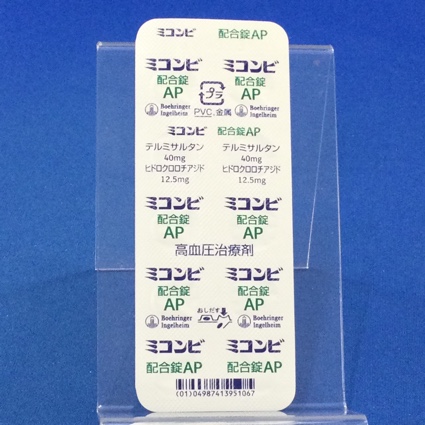 ミコンビ 配合錠AP
ミコンビ ミコンビ
配合錠 配合錠
AP AP
プラ
Boehringer Ingelheim Boehringer Ingelheim
PVC、金属
ミコンビ 配合錠AP
テルミサルタン テルミサルタン
40mg 40mg
ヒドロクロロチアジド ヒドロクロロチアジド
12.5mg 12.5mg
ミコンビ ミコンビ
配合錠 配合錠
AP AP
高血圧治療剤
ミコンビ ミコンビ
配合錠 配合錠
AP AP
おしだす
Boehringer Ingelheim Boehringer Ingelheim
ミコンビ ミコンビ
配合錠AP 配合錠AP
(01)04987413951067